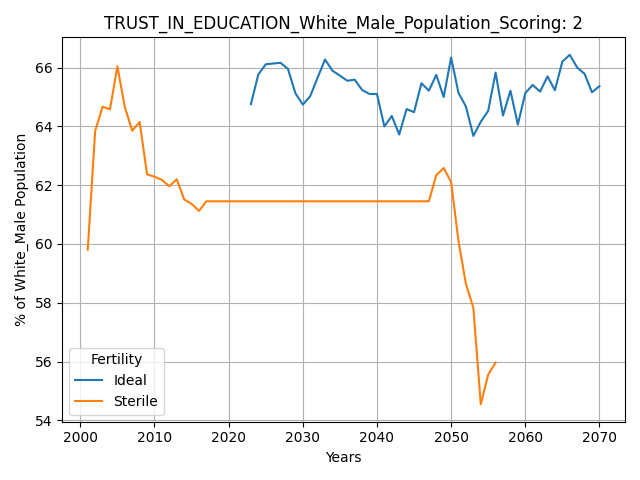 TRUST_IN_EDUCATION_White_Male_Population_Scoring: 2
% of White_Male Population
66
64
62
60
58
56
54
Fertility
Ideal
Sterile
2000 2010 2020 2030 2040 2050 2060 2070
Years